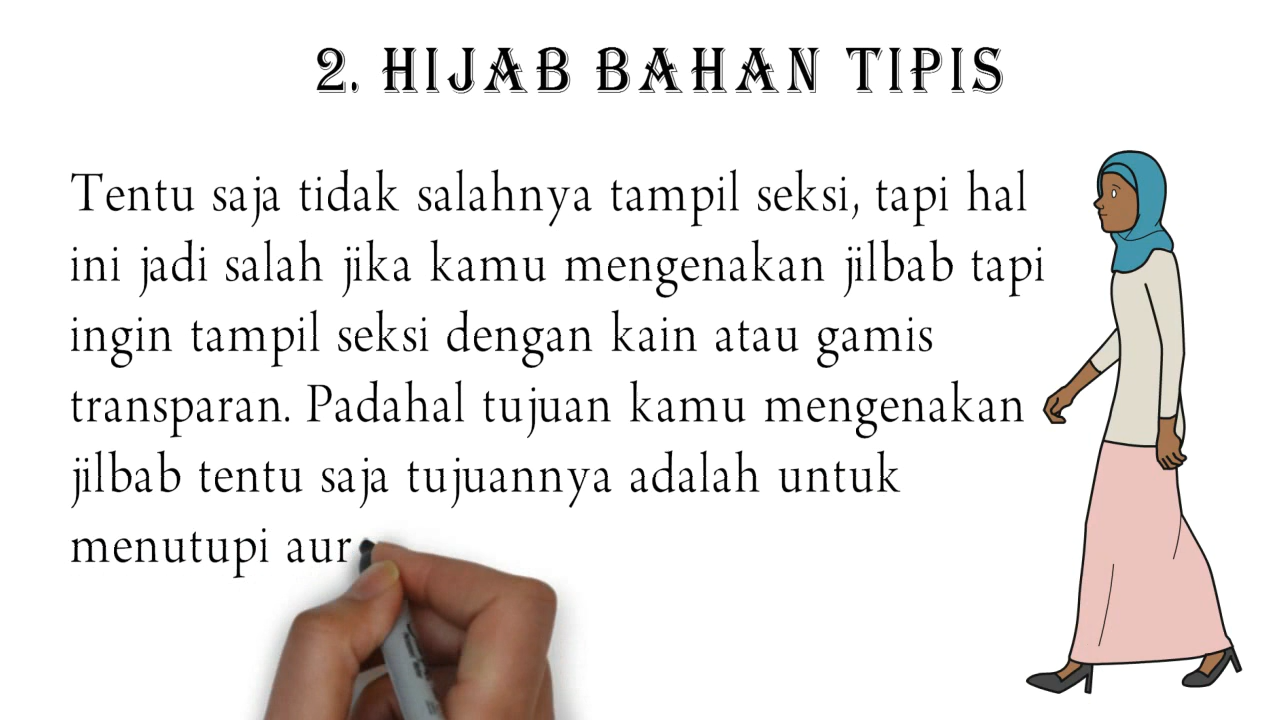 2. HIJAB BAHAN TIPIS
Tentu saja tidak salahnya tampil seksi, tapi hal
ini jadi salah jika kamu mengenakan jilbab tapi
ingin tampil seksi dengan kain atau gamis
transparan. Padahal tujuan kamu mengenakan
jilbab tentu saja tujuannya adalah untuk
menutupi aur